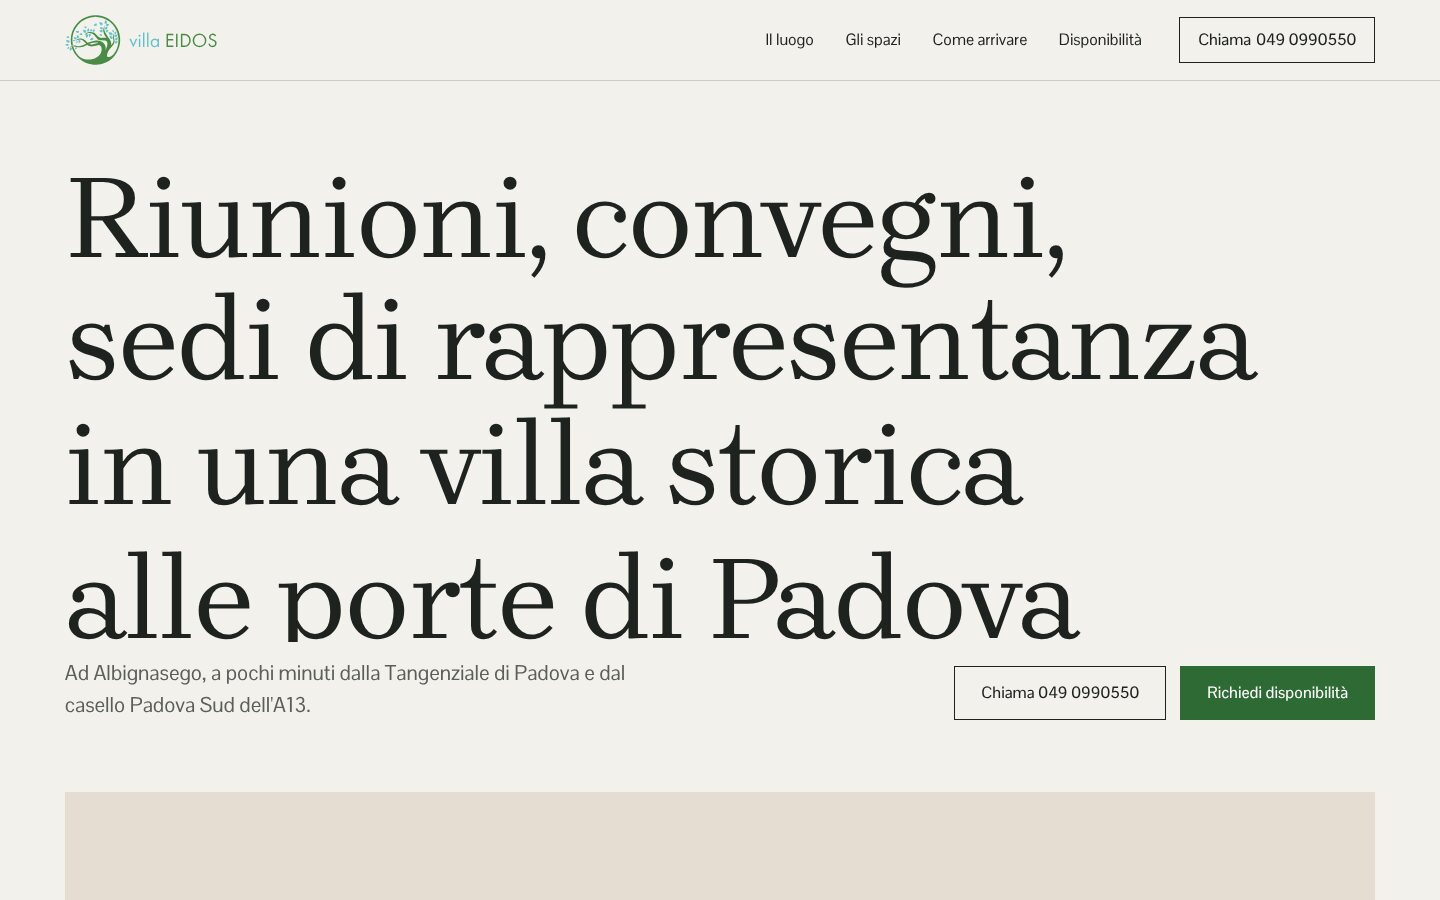 villa EIDOS
Il luogo
Gli spazi
Come arrivare
Disponibilità
Chiama 049 0990550
Riunioni, convegni,
sedi di rappresentanza
in una villa storica
alle porte di Padova
Ad Albignasego, a pochi minuti dalla Tangenziale di Padova e dal
casello Padova Sud dell'A13.
Chiama 049 0990550
Richiedi disponibilità